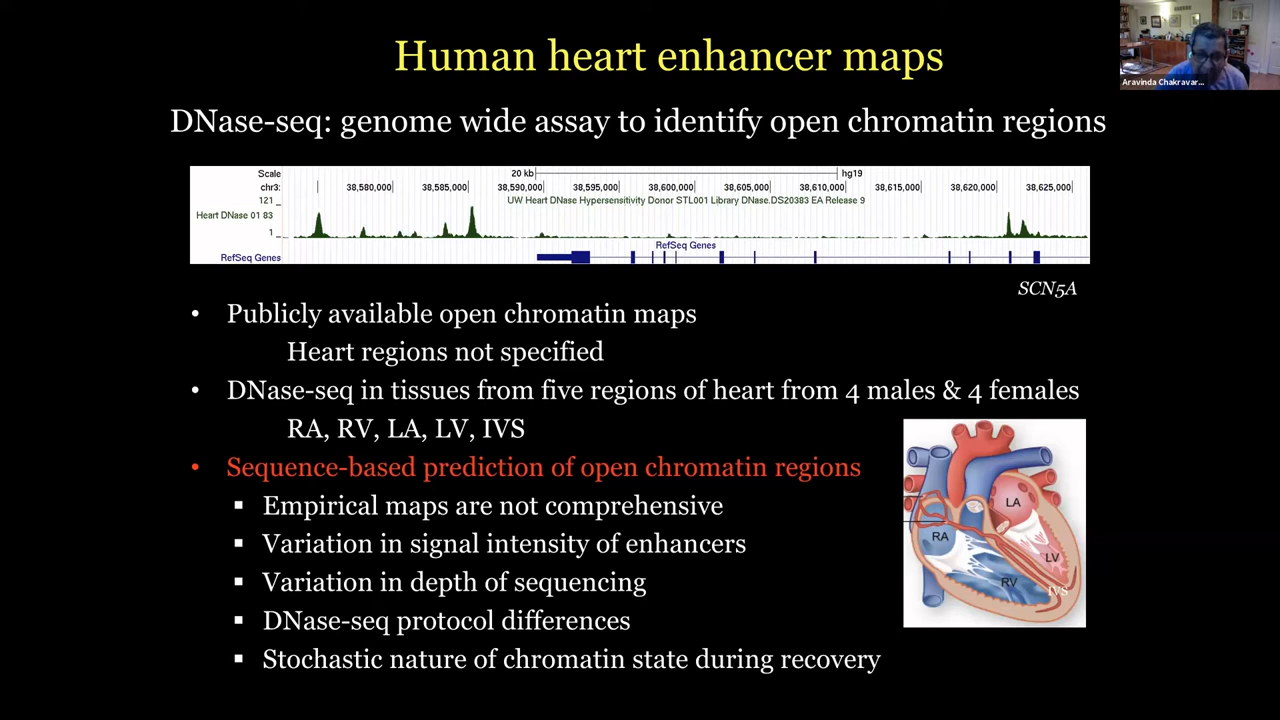 Human heart enhancer maps
Aravinda Chakravar...
DNase-seq: genome wide assay to identify open chromatin regions
Scale 20 kb hg19
chr3: 38,580,000 38,585,000 38,590,000 38,595,000 38,600,000 38,605,000 38,610,000 38,615,000 38,620,000 38,625,000
121 UW Heart DNase Hypersensitivity Donor STL001 Library DNase.DS20383 EA Release 9
Heart DNase 01 83
1
RefSeq Genes
RefSeq Genes
SCN5A
• Publicly available open chromatin maps
Heart regions not specified
• DNase-seq in tissues from five regions of heart from 4 males & 4 females
RA, RV, LA, LV, IVS
• Sequence-based prediction of open chromatin regions
▪ Empirical maps are not comprehensive
▪ Variation in signal intensity of enhancers
▪ Variation in depth of sequencing
▪ DNase-seq protocol differences
▪ Stochastic nature of chromatin state during recovery
LA
RA
LV
RV
IVS